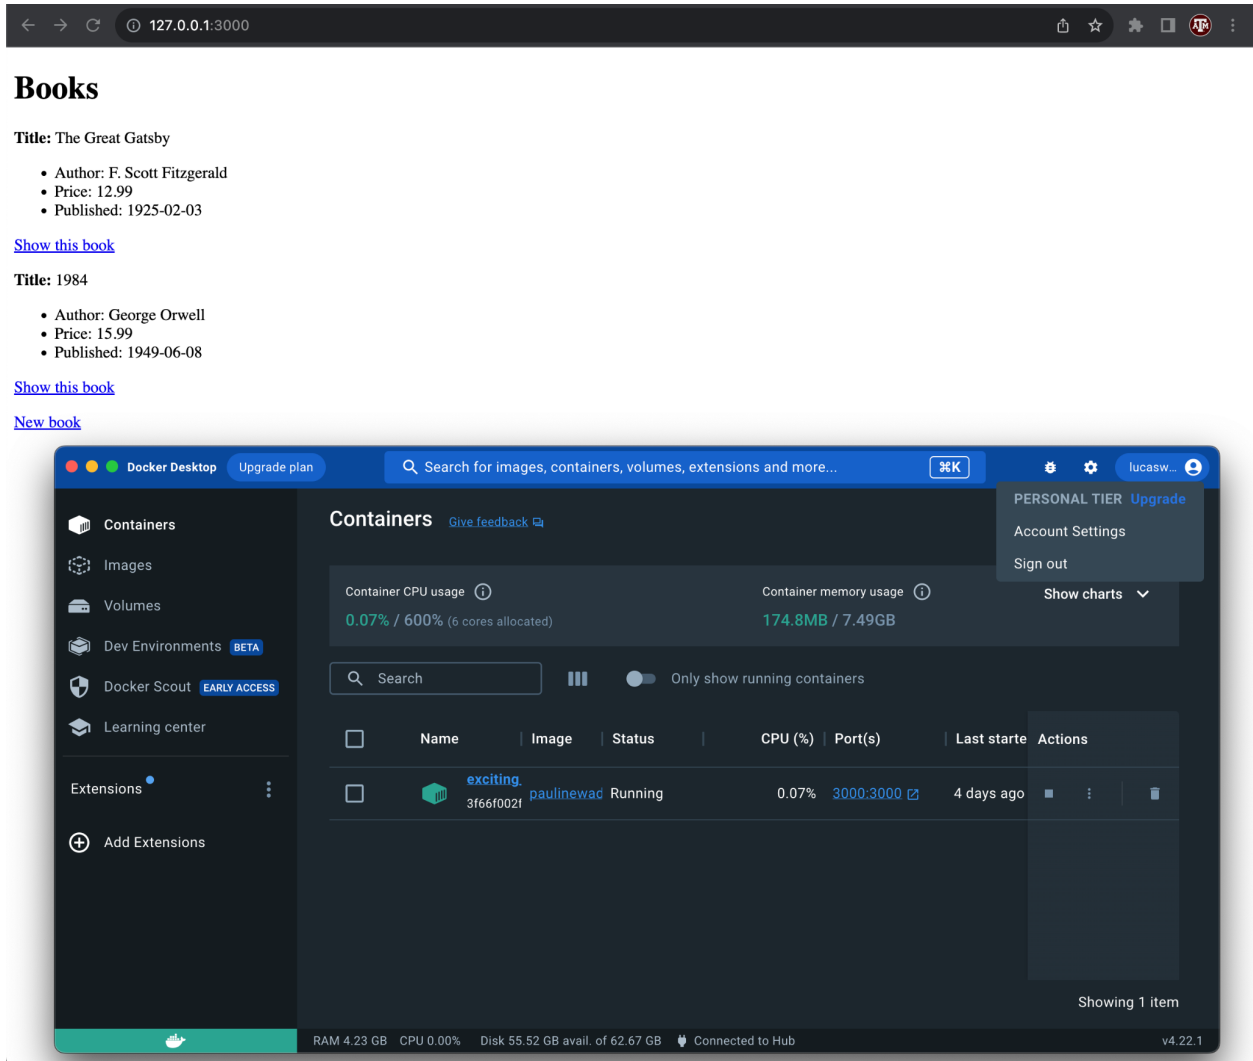 127.0.0.1:3000
Books
Title: The Great Gatsby
Author: F. Scott Fitzgerald
Price: 12.99
Published: 1925-02-03
Show this book
Title: 1984
Author: George Orwell
Price: 15.99
Published: 1949-06-08
Show this book
New book
Docker Desktop Upgrade plan Search for images, containers, volumes, extensions and more... ⌘K lucasw...
PERSONAL TIER Upgrade
Account Settings
Sign out
Containers
Images
Volumes
Dev Environments BETA
Docker Scout EARLY ACCESS
Learning center
Extensions
Add Extensions
Containers Give feedback
Container CPU usage
0.07% / 600% (6 cores allocated)
Container memory usage
174.8MB / 7.49GB
Show charts
Search Only show running containers
Name Image Status CPU (%) Port(s) Last starte Actions
exciting_
3f66f002f
paulinewad Running 0.07% 3000:3000 4 days ago
Showing 1 item
RAM 4.23 GB CPU 0.00% Disk 55.52 GB avail. of 62.67 GB Connected to Hub v4.22.1